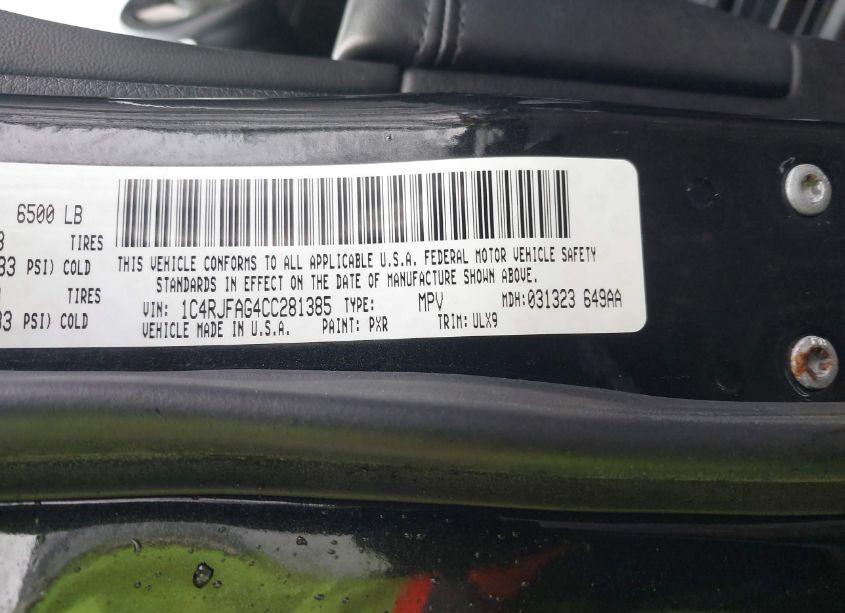 6500 LB
TIRES
PSI) COLD
TIRES
PSI) COLD
THIS VEHICLE CONFORMS TO ALL APPLICABLE U.S.A. FEDERAL MOTOR VEHICLE SAFETY
STANDARDS IN EFFECT ON THE DATE OF MANUFACTURE SHOWN ABOVE.
VIN: 1C4RJFAG4CC281385 TYPE: MPV MDH:031323 649AA
VEHICLE MADE IN U.S.A. PAINT: PXR TRIM:ULX9